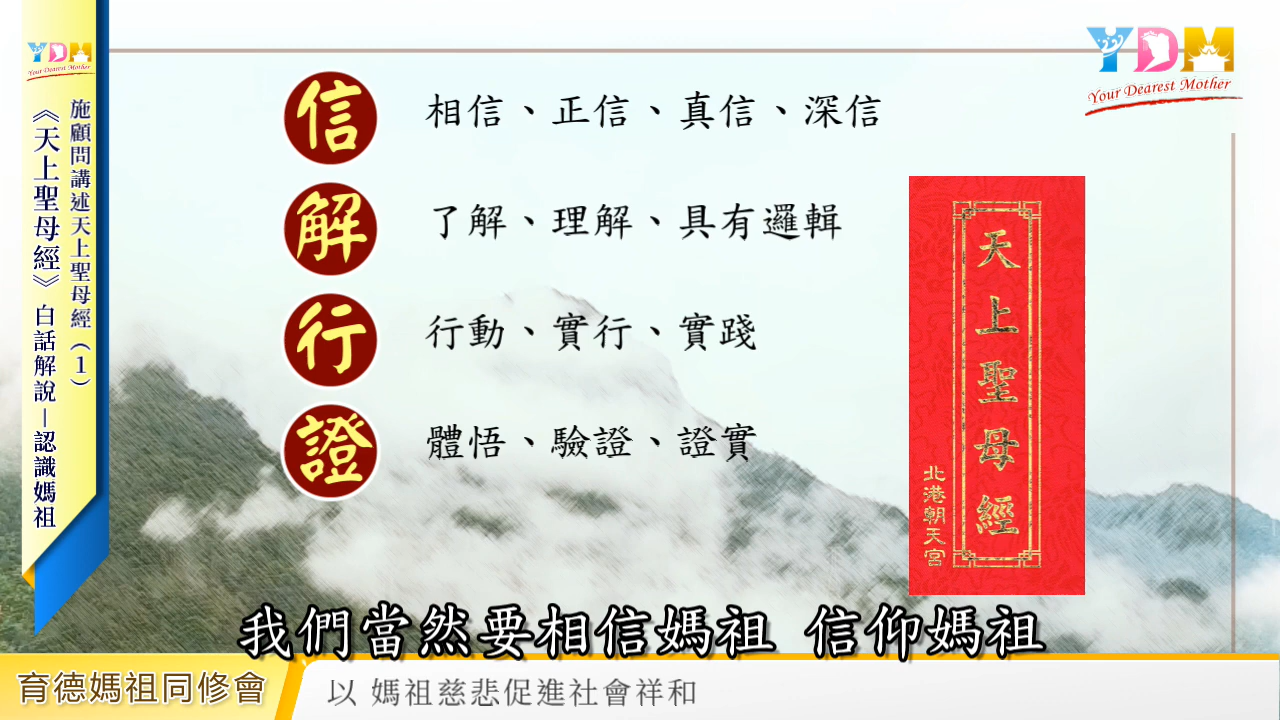 YDM
Your Dearest Mother
施顧問講述天上聖母經（1）
《天上聖母經》白話解說－認識媽祖
YDM
Your Dearest Mother
信 相信、正信、真信、深信
解 了解、理解、具有邏輯
行 行動、實行、實踐
證 體悟、驗證、證實
天上聖母經
北港朝天宮
我們當然要相信媽祖 信仰媽祖
育德媽祖同修會
以 媽祖慈悲促進社會祥和